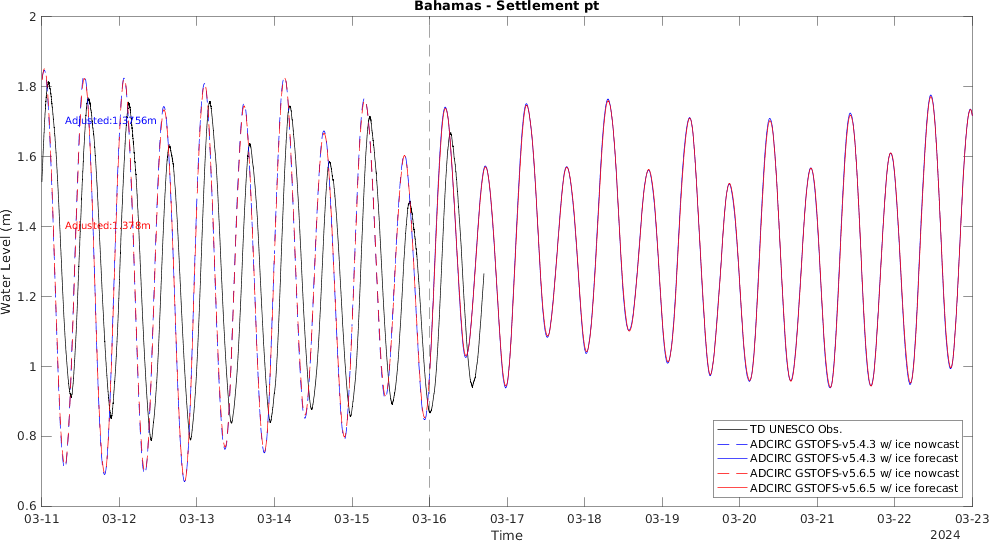 Bahamas - Settlement pt
2
1.8
1.6
1.4
1.2
1
0.8
0.6
Water Level (m)
Adjusted:1.3756m
Adjusted:1.378m
TD UNESCO Obs.
ADCIRC GSTOFS-v5.4.3 w/ ice nowcast
ADCIRC GSTOFS-v5.4.3 w/ ice forecast
ADCIRC GSTOFS-v5.6.5 w/ ice nowcast
ADCIRC GSTOFS-v5.6.5 w/ ice forecast
03-11 03-12 03-13 03-14 03-15 03-16 03-17 03-18 03-19 03-20 03-21 03-22 03-23
Time
2024